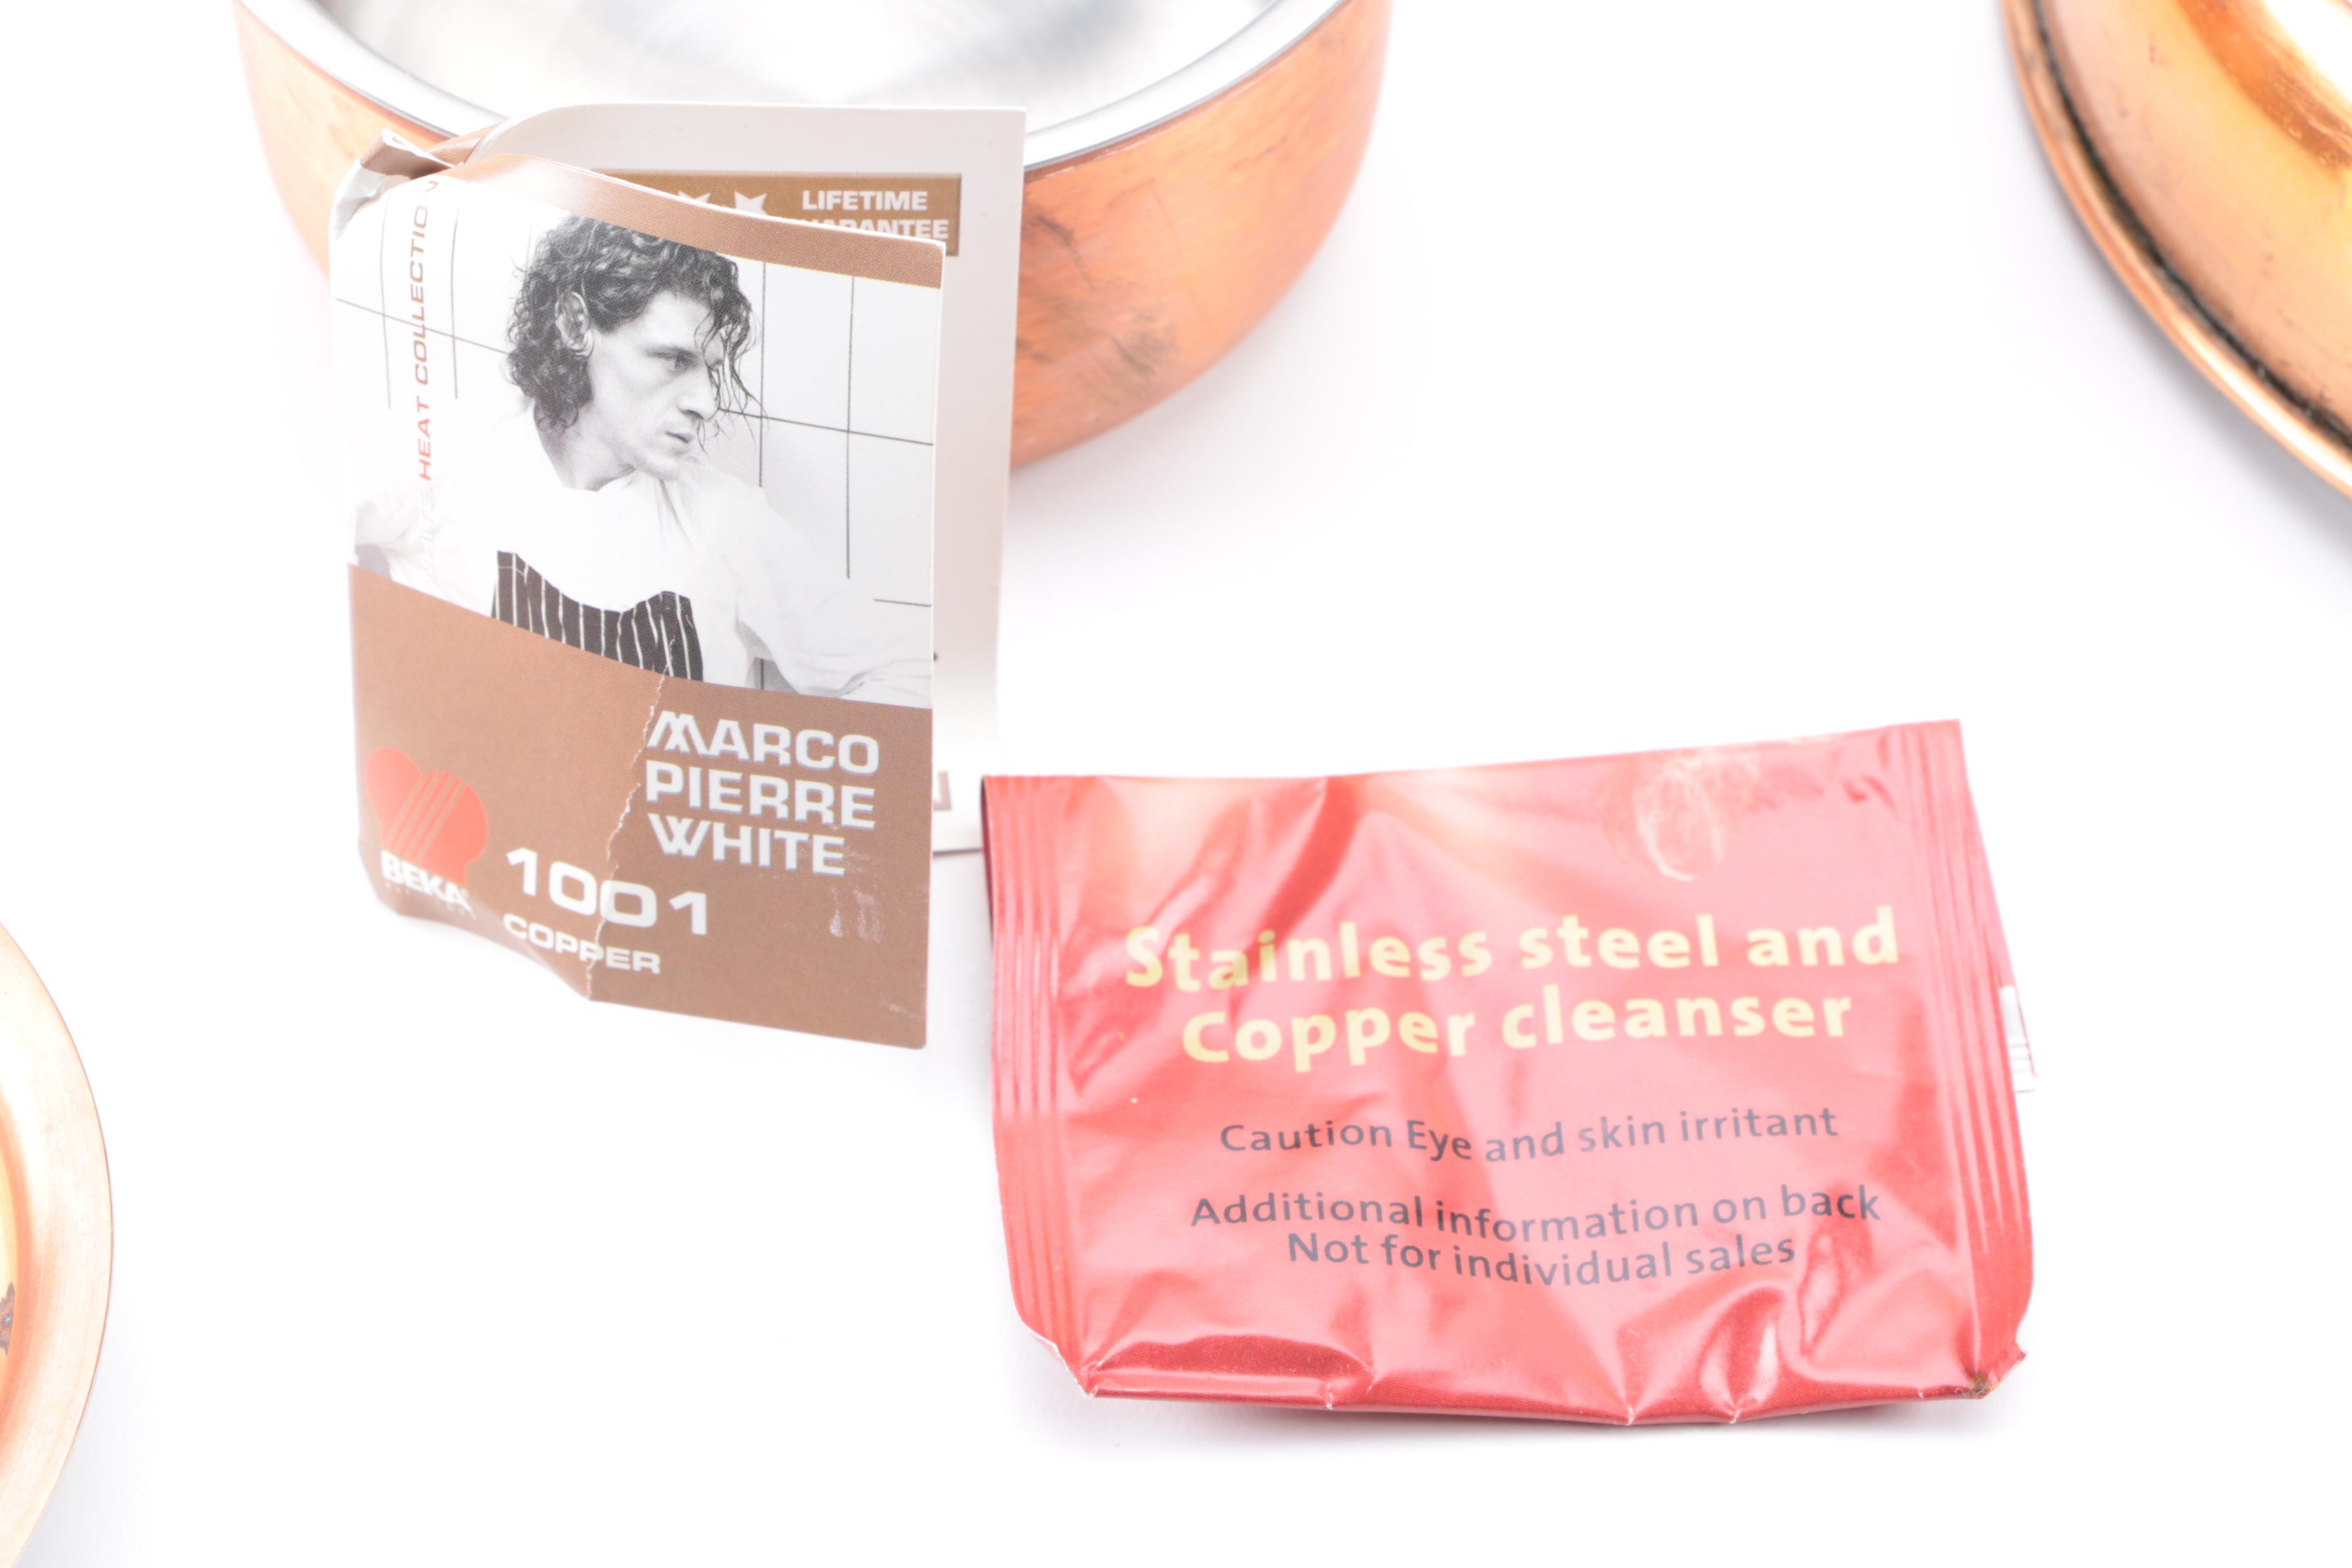 LIFETIME
HEAT COLLECTION
MARCO
PIERRE
WHITE
BEKA
1001
COPPER
Stainless steel and
Copper cleanser
Caution Eye and skin irritant
Additional information on back
Not for individual sales